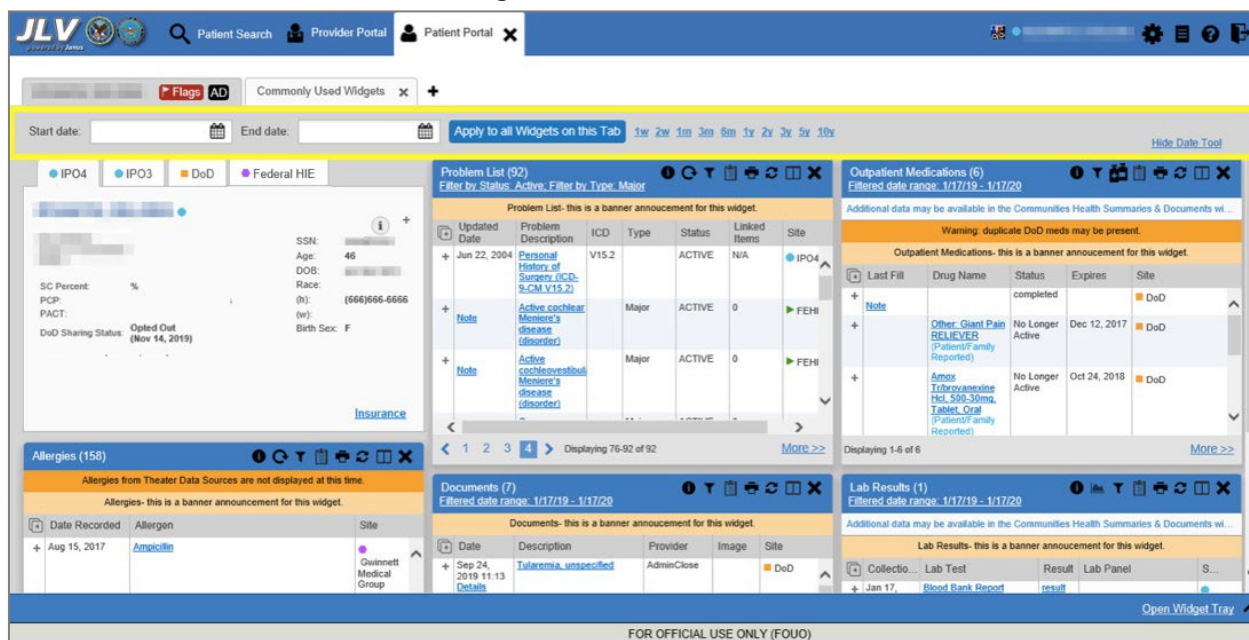 JLV
powered by Janus
Patient Search
Provider Portal
Patient Portal
Flags AD
Commonly Used Widgets
Start date:
End date:
Apply to all Widgets on this Tab
1w 2w 1m 3m 6m 1y 2y 3y 5y 10y
Hide Date Tool
IPO4
IPO3
DoD
Federal HIE
SSN:
Age: 46
DOB:
SC Percent: %
Race:
PCP:
(h): (666)666-6666
PACT:
(w):
DoD Sharing Status: Opted Out
(Nov 14, 2019)
Birth Sex: F
Insurance
Allergies (158)
Allergies from Theater Data Sources are not displayed at this time.
Allergies- this is a banner announcement for this widget.
Date Recorded Allergen Site
+ Aug 15, 2017 Ampicillin
Gwinnett
Medical
Group
Problem List (92)
Filter by Status: Active; Filter by Type: Major
Problem List- this is a banner annoucement for this widget.
Updated
Date
Problem
Description
ICD
Type
Status
Linked
Items
Site
+ Jun 22, 2004 Personal V15.2 ACTIVE N/A IPO4
History of
Surgery (ICD-
9-CM V15.2)
+ Note Active cochlear Major ACTIVE 0 FEHI
Meniere's
disease
(disorder)
+ Note Active Major ACTIVE 0 FEHI
cochleovestibula
Meniere's
disease
(disorder)
1 2 3 4 Displaying 76-92 of 92
More >>
Documents (7)
Filtered date range: 1/17/19 - 1/17/20
Documents- this is a banner annoucement for this widget.
Date Description Provider Image Site
+ Sep 24, Tularemia, unspecified AdminClose DoD
2019 11:13
Details
Outpatient Medications (6)
Filtered date range: 1/17/19 - 1/17/20
Additional data may be available in the Communities Health Summaries & Documents wi...
Warning: duplicate DoD meds may be present.
Outpatient Medications- this is a banner annoucement for this widget.
Last Fill Drug Name Status Expires Site
+ Note completed DoD
+ Other: Giant Pain No Longer Dec 12, 2017 DoD
RELIEVER Active
(Patient/Family
Reported)
+ Amox No Longer Oct 24, 2018 DoD
Tr/brovanexine Active
Hcl, 500-30mg,
Tablet, Oral
(Patient/Family
Reported)
Displaying 1-6 of 6
More >>
Lab Results (1)
Filtered date range: 1/17/19 - 1/17/20
Additional data may be available in the Communities Health Summaries & Documents wi...
Lab Results- this is a banner annoucement for this widget.
Collectio... Lab Test Result Lab Panel S...
+ Jan 17, Blood Bank Report result
Open Widget Tray
FOR OFFICIAL USE ONLY (FOUO)